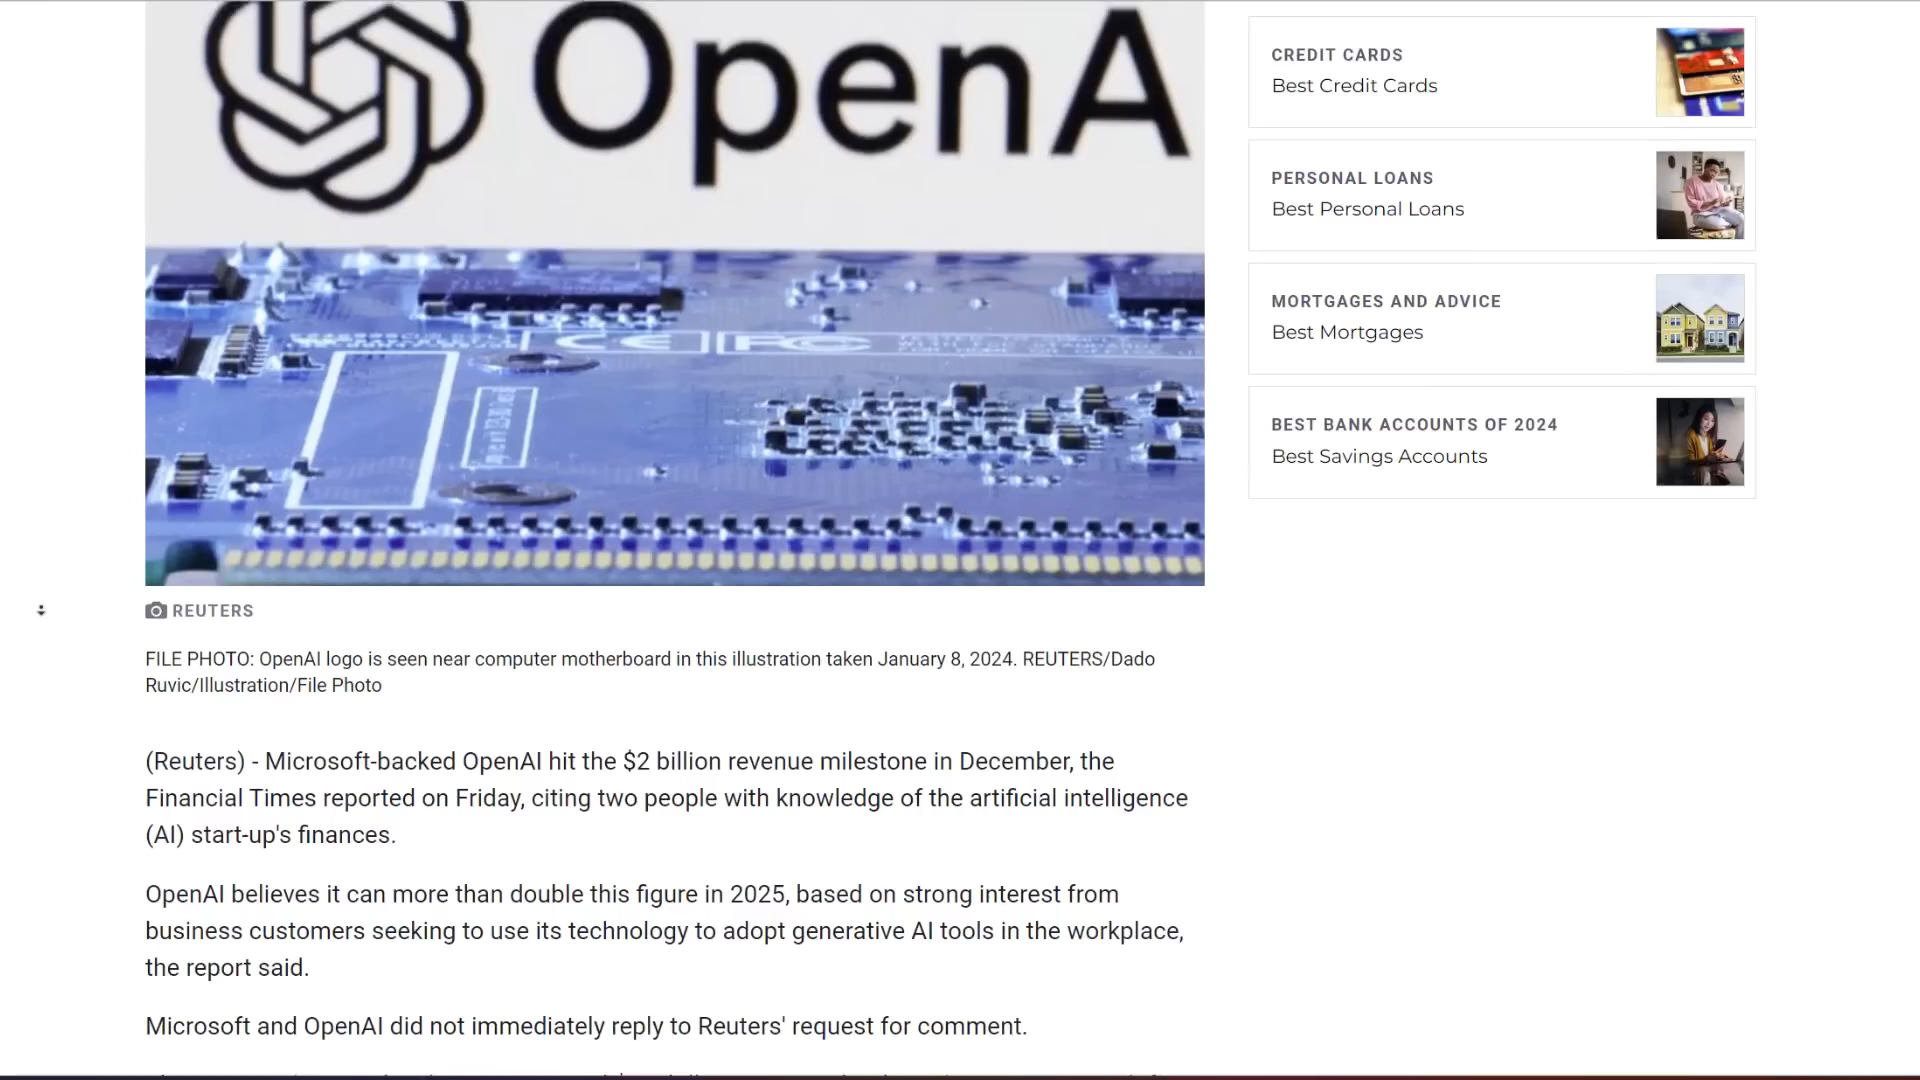 OpenA
CE FC
REUTERS
FILE PHOTO: OpenAI logo is seen near computer motherboard in this illustration taken January 8, 2024. REUTERS/Dado
Ruvic/Illustration/File Photo
(Reuters) - Microsoft-backed OpenAI hit the $2 billion revenue milestone in December, the
Financial Times reported on Friday, citing two people with knowledge of the artificial intelligence
(AI) start-up's finances.
OpenAI believes it can more than double this figure in 2025, based on strong interest from
business customers seeking to use its technology to adopt generative AI tools in the workplace,
the report said.
Microsoft and OpenAI did not immediately reply to Reuters' request for comment.
CREDIT CARDS
Best Credit Cards
PERSONAL LOANS
Best Personal Loans
MORTGAGES AND ADVICE
Best Mortgages
BEST BANK ACCOUNTS OF 2024
Best Savings Accounts